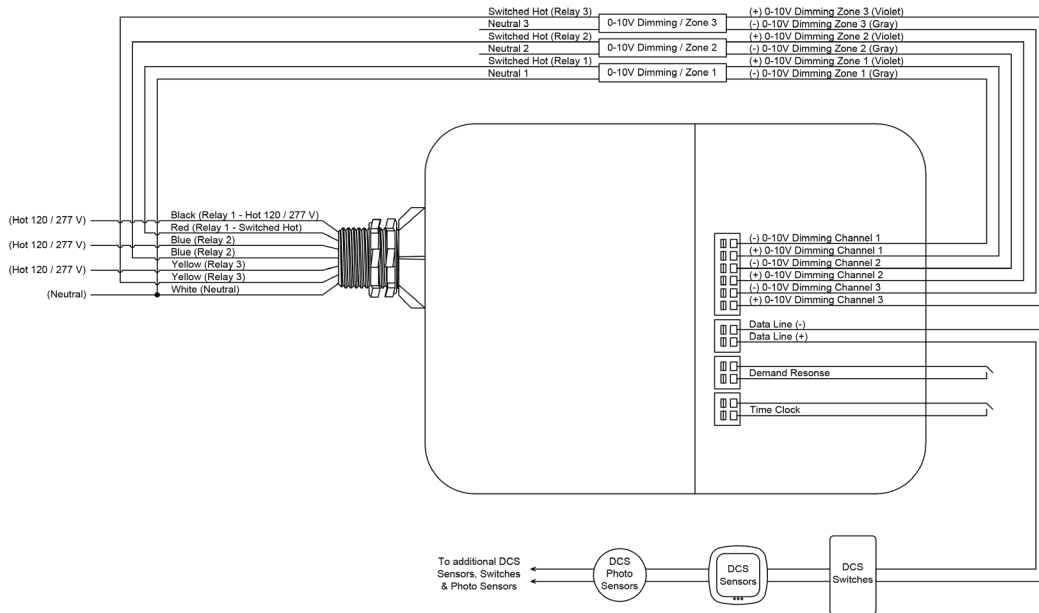 Switched Hot (Relay 3)
Neutral 3
0-10V Dimming / Zone 3
(+) 0-10V Dimming Zone 3 (Violet)
(-) 0-10V Dimming Zone 3 (Gray)
Switched Hot (Relay 2)
Neutral 2
0-10V Dimming / Zone 2
(+) 0-10V Dimming Zone 2 (Violet)
(-) 0-10V Dimming Zone 2 (Gray)
Switched Hot (Relay 1)
Neutral 1
0-10V Dimming / Zone 1
(+) 0-10V Dimming Zone 1 (Violet)
(-) 0-10V Dimming Zone 1 (Gray)
(Hot 120 / 277 V)
(Hot 120 / 277 V)
(Hot 120 / 277 V)
(Neutral)
Black (Relay 1 - Hot 120 / 277 V)
Red (Relay 1 - Switched Hot)
Blue (Relay 2)
Blue (Relay 2)
Yellow (Relay 3)
Yellow (Relay 3)
White (Neutral)
(-) 0-10V Dimming Channel 1
(+) 0-10V Dimming Channel 1
(-) 0-10V Dimming Channel 2
(+) 0-10V Dimming Channel 2
(-) 0-10V Dimming Channel 3
(+) 0-10V Dimming Channel 3
Data Line (-)
Data Line (+)
Demand Resonse
Time Clock
To additional DCS
Sensors, Switches
& Photo Sensors
DCS
Photo
Sensors
DCS
Sensors
DCS
Switches